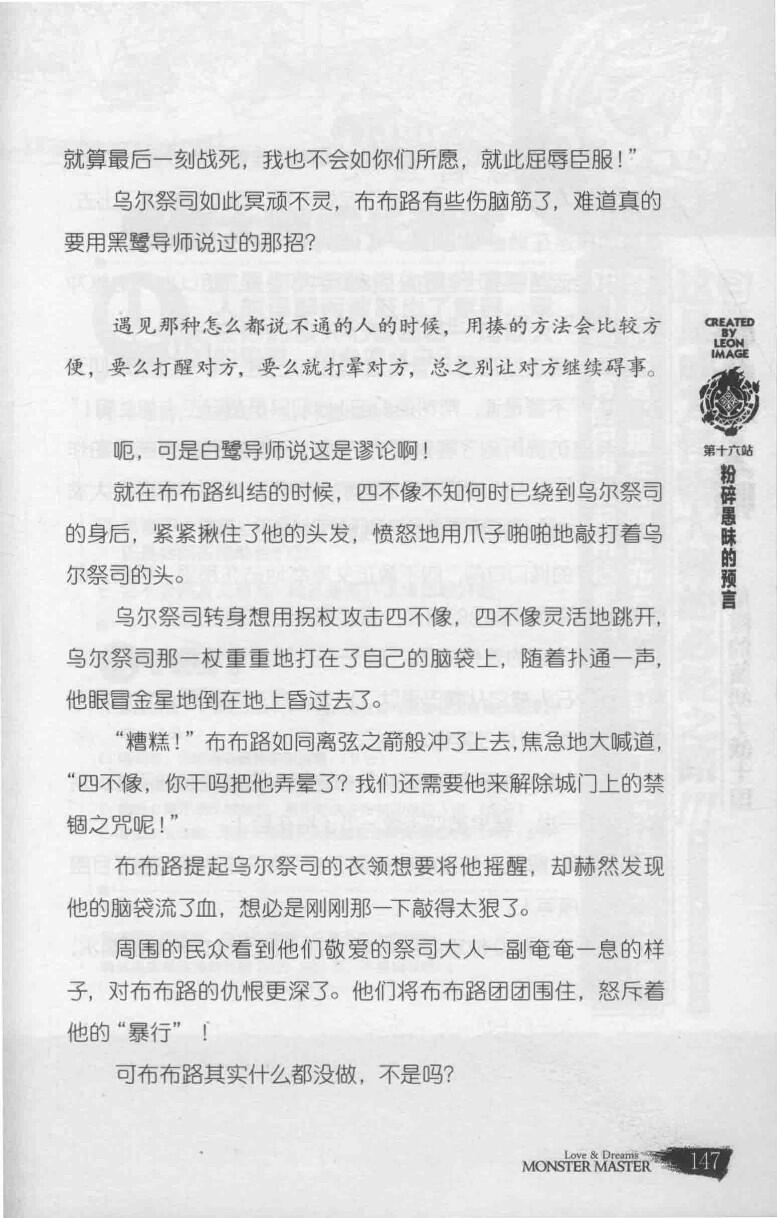 就算最后一刻战死，我也不会如你们所愿，就此屈辱臣服！”
乌尔祭司如此冥顽不灵，布布路有些伤脑筋了，难道真的
要用黑鹭导师说过的那招？
遇见那种怎么都说不通的人的时候，用揍的方法会比较方
便，要么打醒对方，要么就打晕对方，总之别让对方继续碍事。
呃，可是白鹭导师说这是谬论啊！
就在布布路纠结的时候，四不像不知何时已绕到乌尔祭司
的身后，紧紧揪住了他的头发，愤怒地用爪子啪啪地敲打着乌
尔祭司的头。
乌尔祭司转身想用拐杖攻击四不像，四不像灵活地跳开，
乌尔祭司那一杖重重地打在了自己的脑袋上，随着扑通一声，
他眼冒金星地倒在地上昏过去了。
“糟糕！”布布路如同离弦之箭般冲了上去，焦急地大喊道，
“四不像，你干吗把他弄晕了？我们还需要他来解除城门上的禁
锢之咒呢！”
布布路提起乌尔祭司的衣领想要将他摇醒，却赫然发现
他的脑袋流了血，想必是刚刚那一下敲得太狠了。
周围的民众看到他们敬爱的祭司大人一副奄奄一息的样
子，对布布路的仇恨更深了。他们将布布路团团围住，怒斥着
他的“暴行”！
可布布路其实什么都没做，不是吗？
CREATED
BY
LEON
IMAGE
第十六站
粉碎愚昧的预言
Love & Dreams
MONSTER MASTER
147